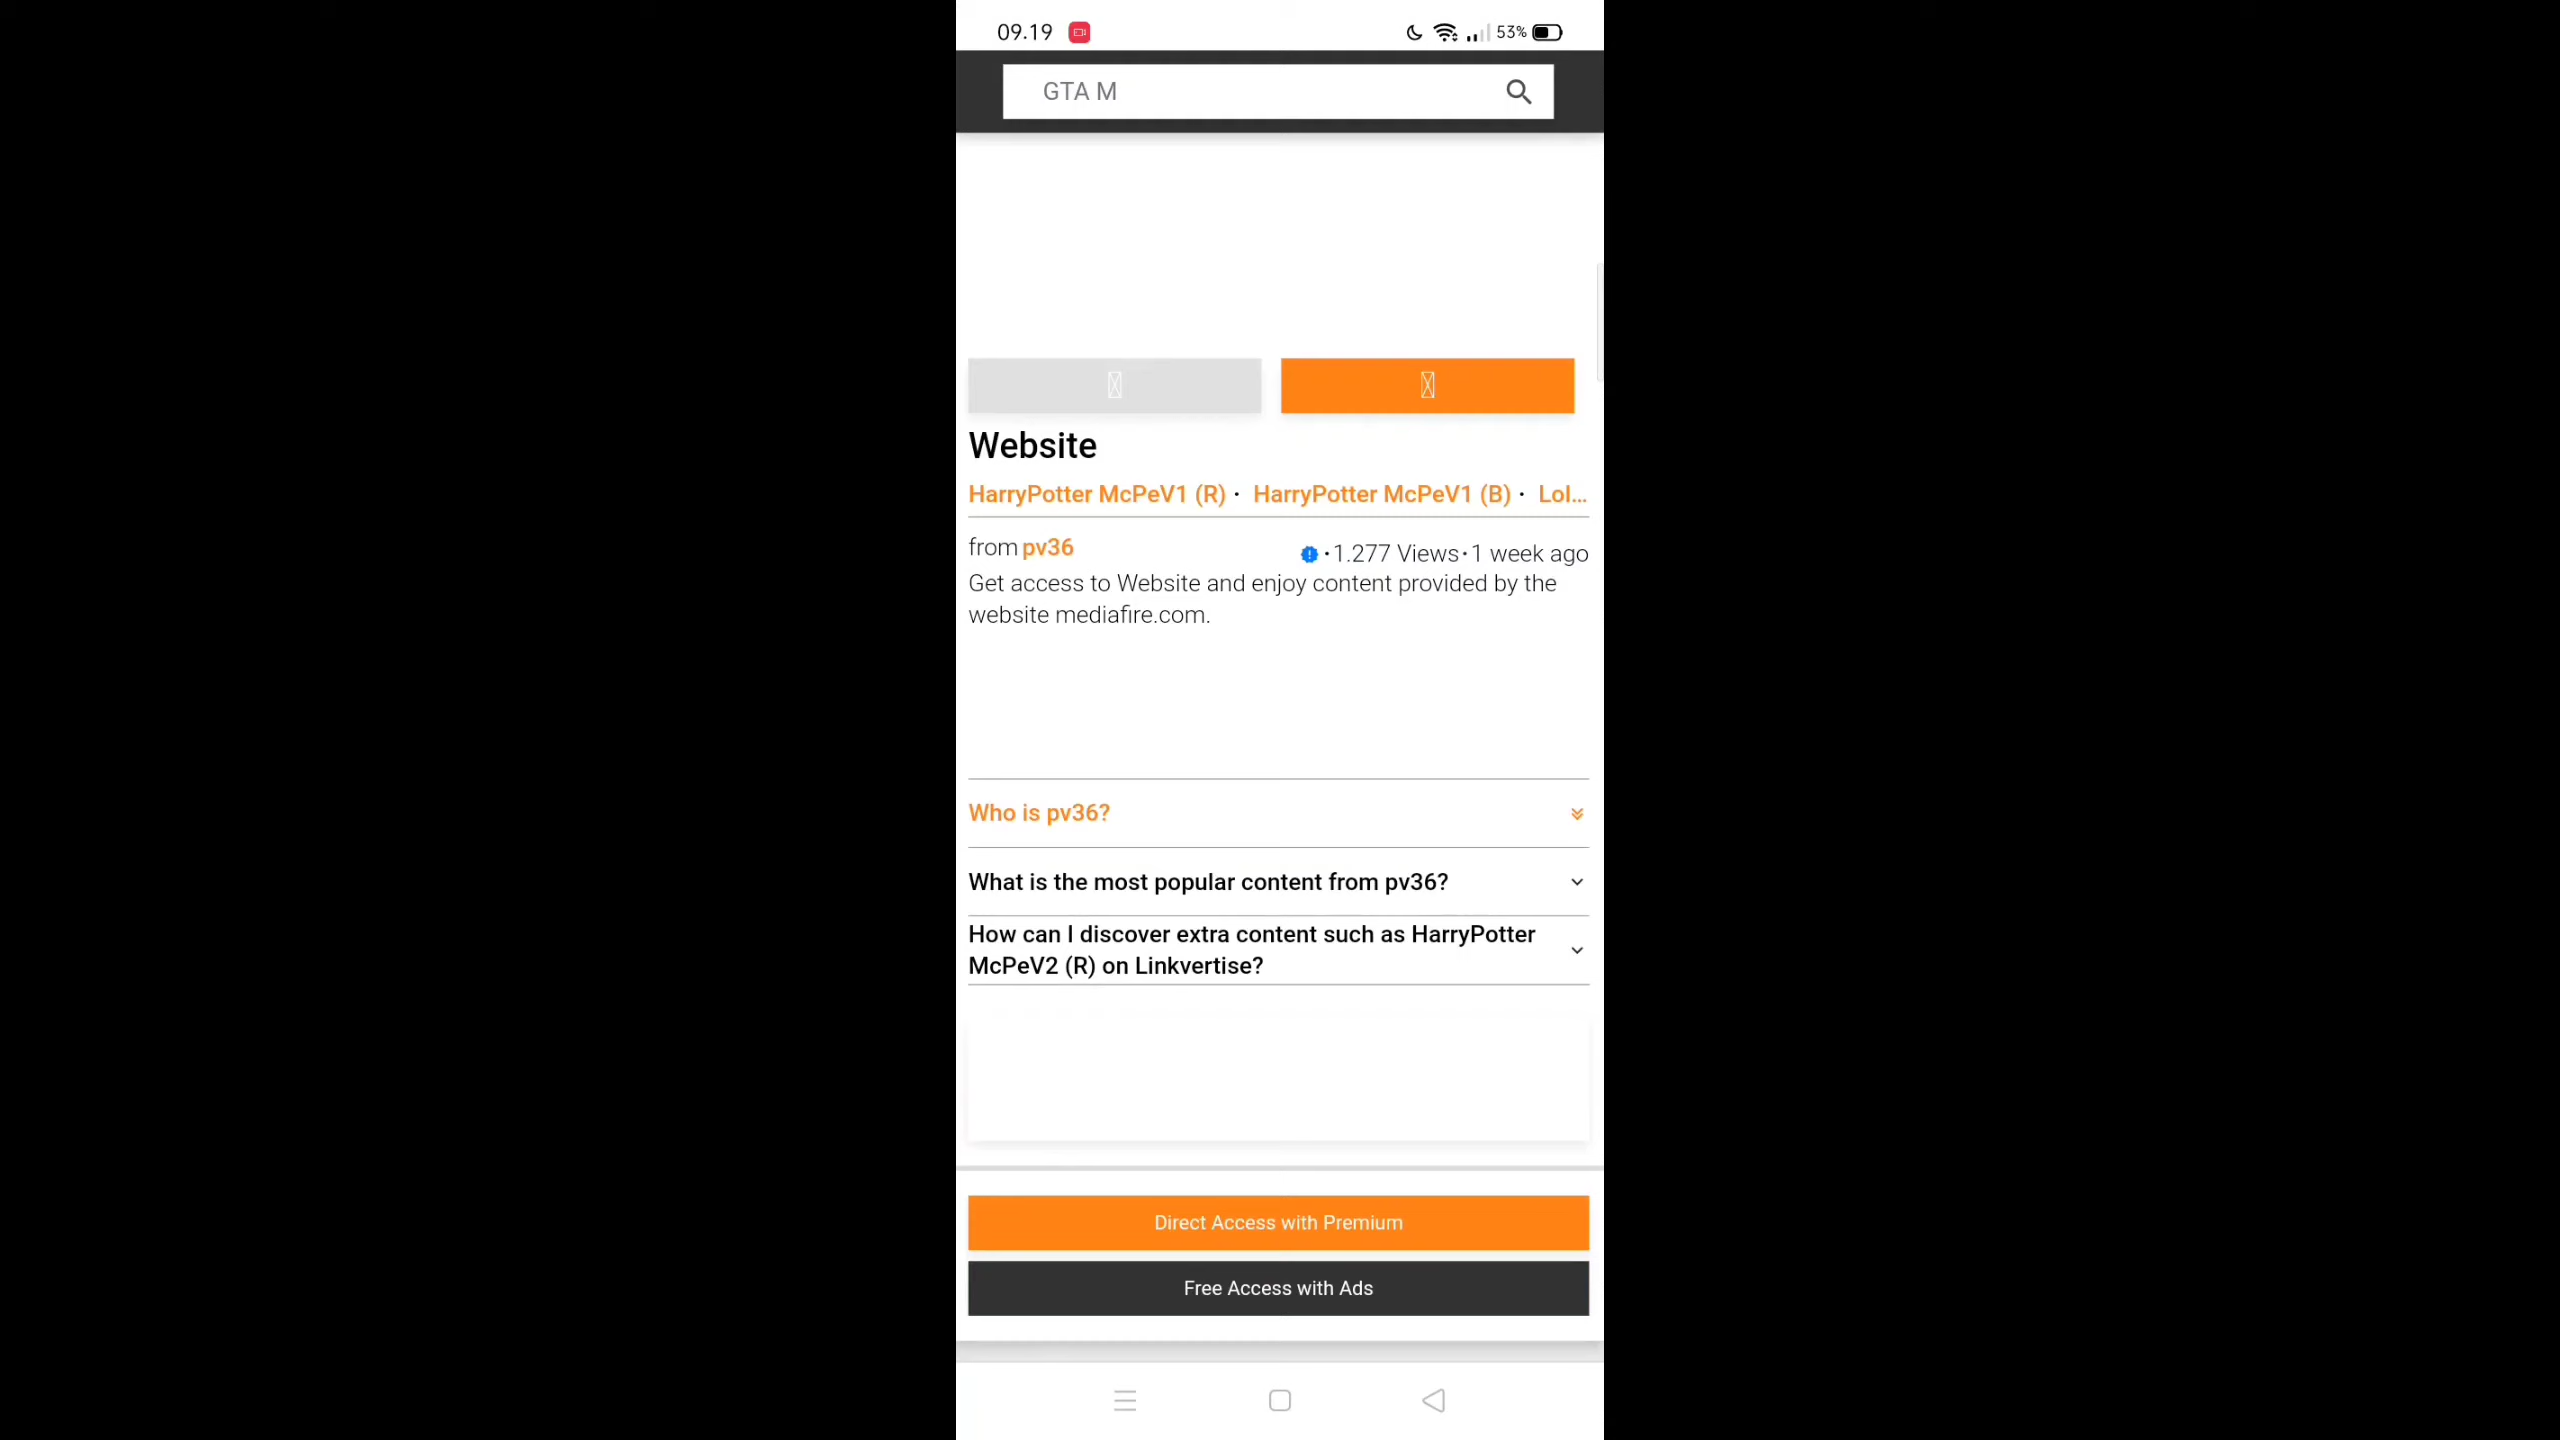 09.19
53%
GTA M
Website
HarryPotter McPeV1 (R) · HarryPotter McPeV1 (B) · Lol...
from pv36
·1.277 Views·1 week ago
Get access to Website and enjoy content provided by the
website mediafire.com.
Who is pv36?
What is the most popular content from pv36?
How can I discover extra content such as HarryPotter
McPeV2 (R) on Linkvertise?
Direct Access with Premium
Free Access with Ads